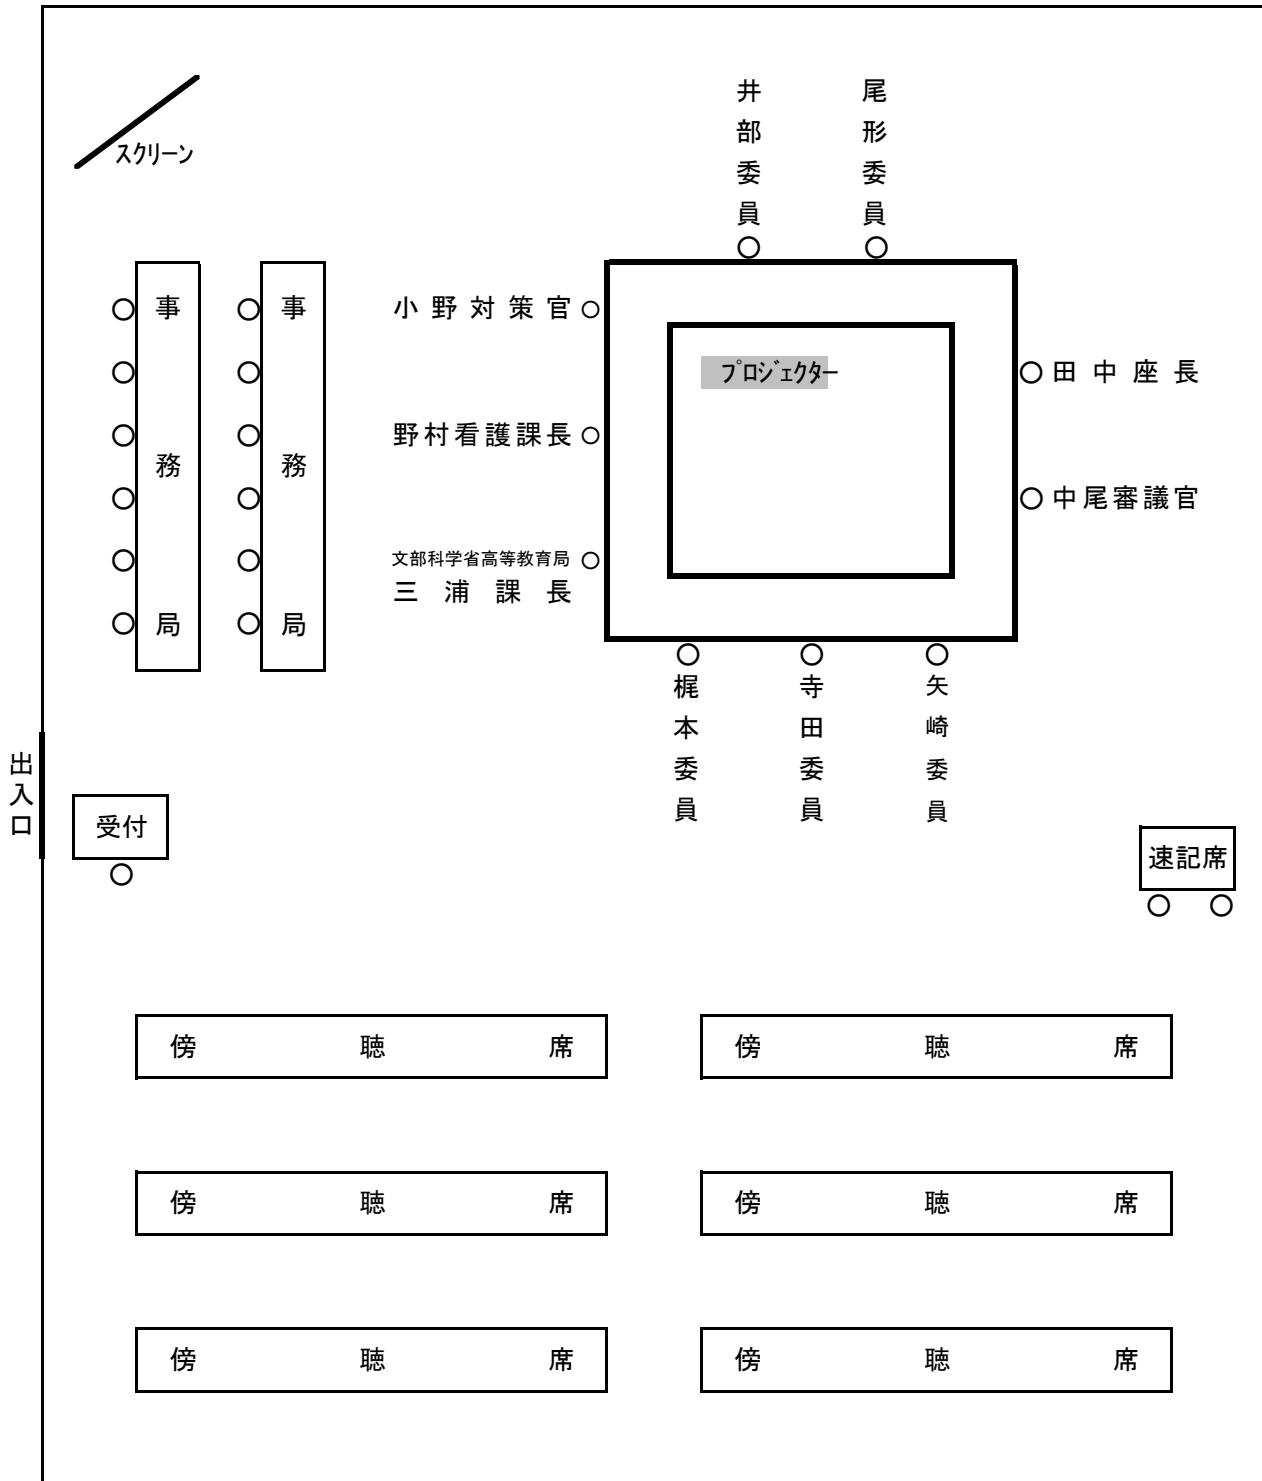 井部委員
尾形委員
スクリーン
事務局
事務局
小野対策官
プロジェクター
田中座長
野村看護課長
中尾審議官
文部科学省高等教育局
三浦課長
梶本委員
寺田委員
矢崎委員
出入口
受付
速記席
傍聴席
傍聴席
傍聴席
傍聴席
傍聴席
傍聴席